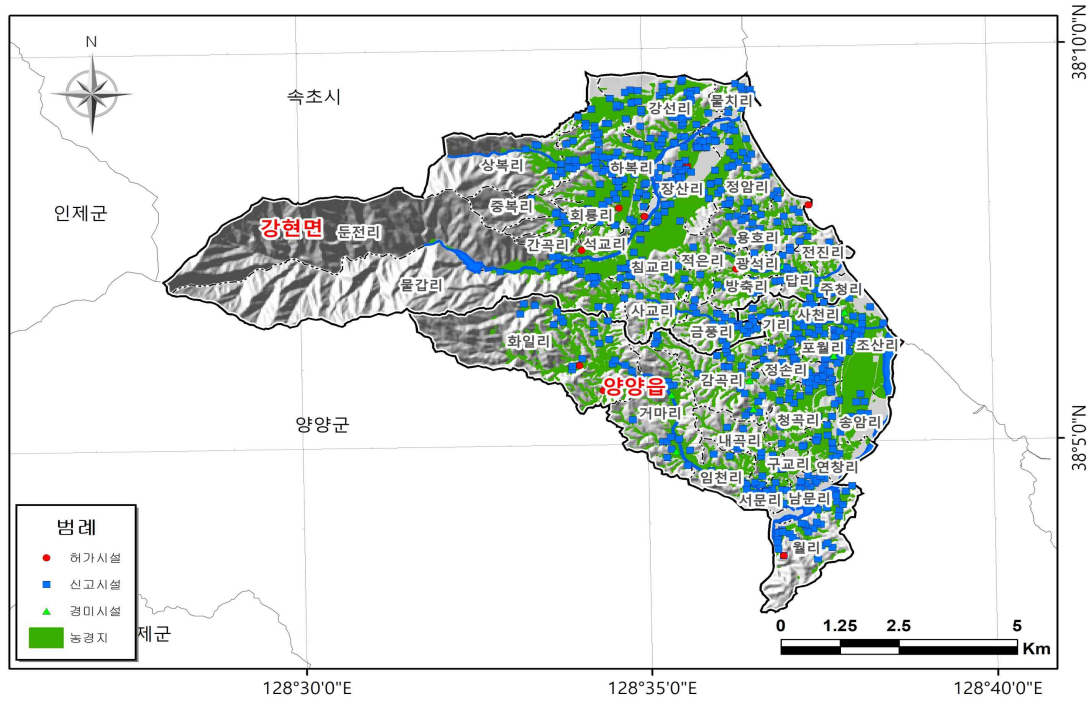 38°10'0"N
N
속초시
물치리
강선리
상복리
하복리
장산리
정암리
인제군
중복리
회룡리
강현면
둔전리
간곡리
석교리
용호리
전진리
침교리
적은리
광석리
물갑리
방축리
답리
주청리
사교리
사천리
금풍리
기리
화일리
포월리
조산리
정손리
감곡리
양양읍
거마리
양양군
청곡리
송암리
내곡리
38°5'0"N
구교리
연창리
임천리
서문리
남문리
월리
범례
허가시설
신고시설
경미시설
농경지
제군
0 1.25 2.5 5
Km
128°30'0"E 128°35'0"E 128°40'0"E